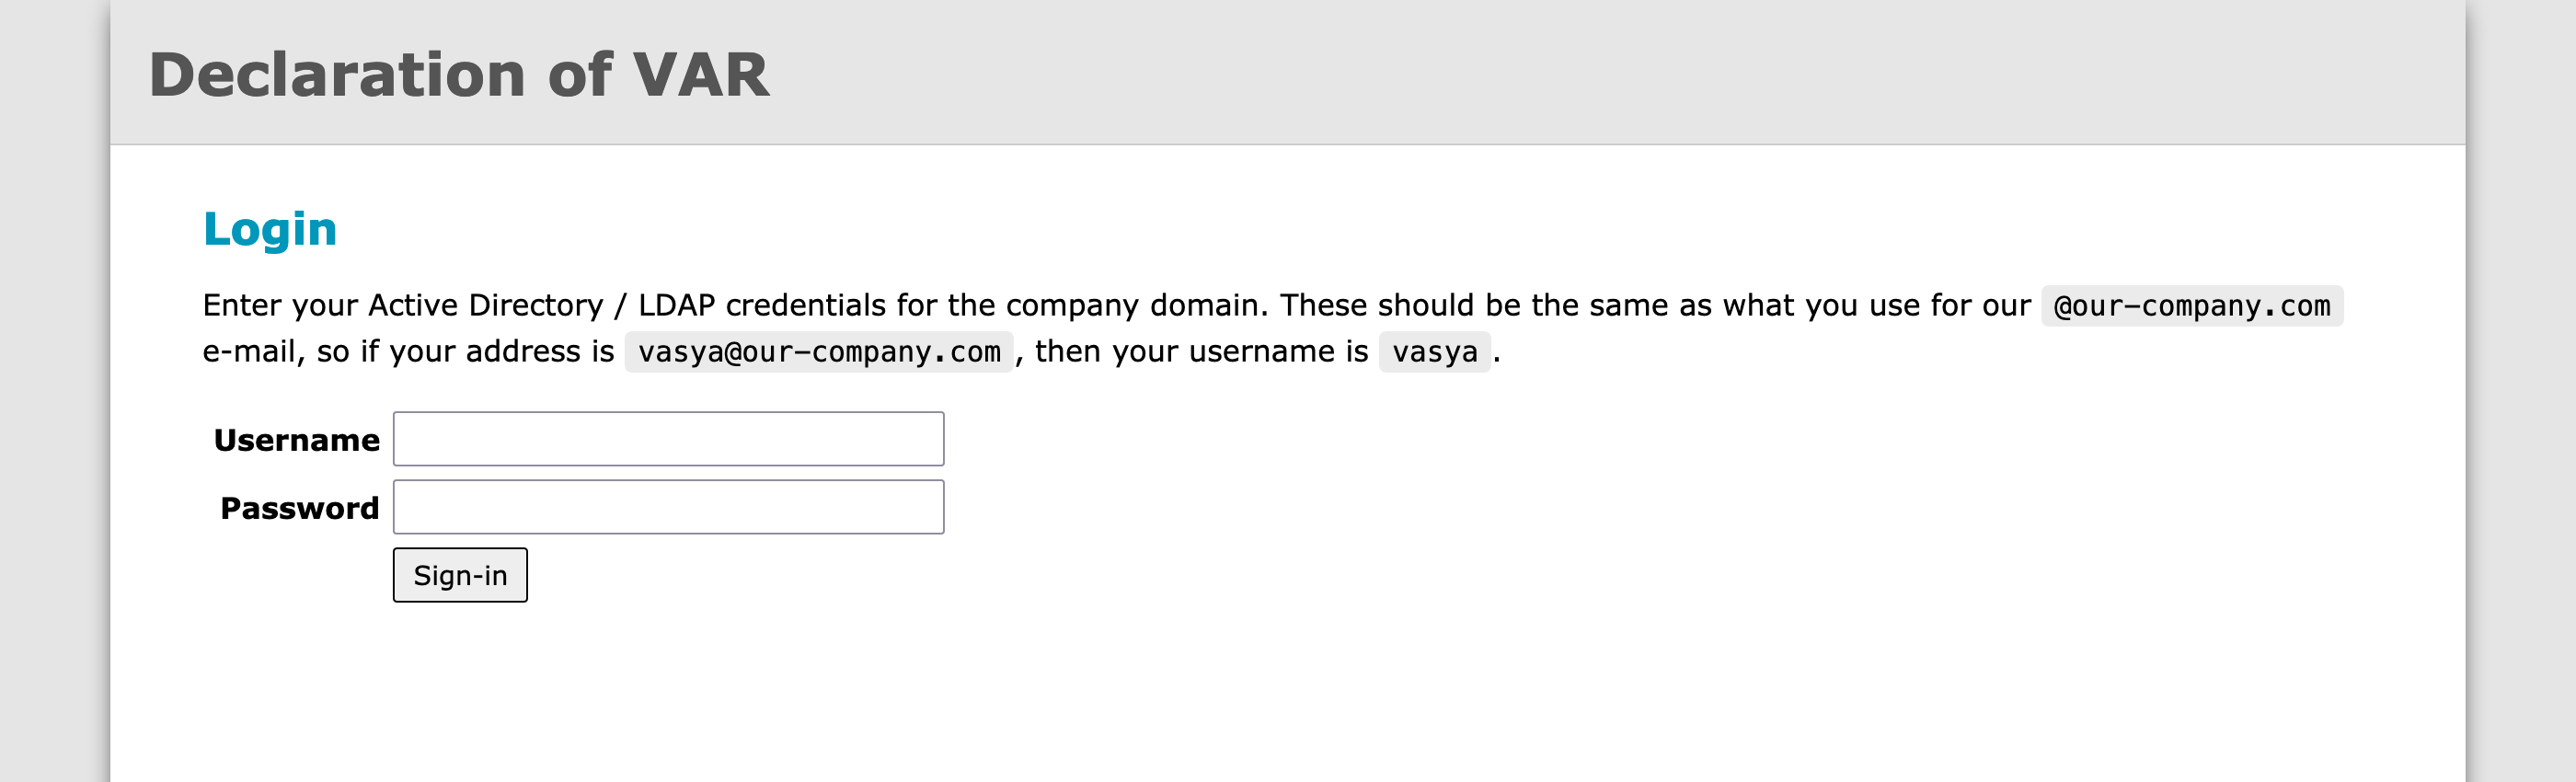 Declaration of VAR
Login
Enter your Active Directory / LDAP credentials for the company domain. These should be the same as what you use for our @our-company.com
e-mail, so if your address is vasya@our-company.com, then your username is vasya.
Username
Password
Sign-in